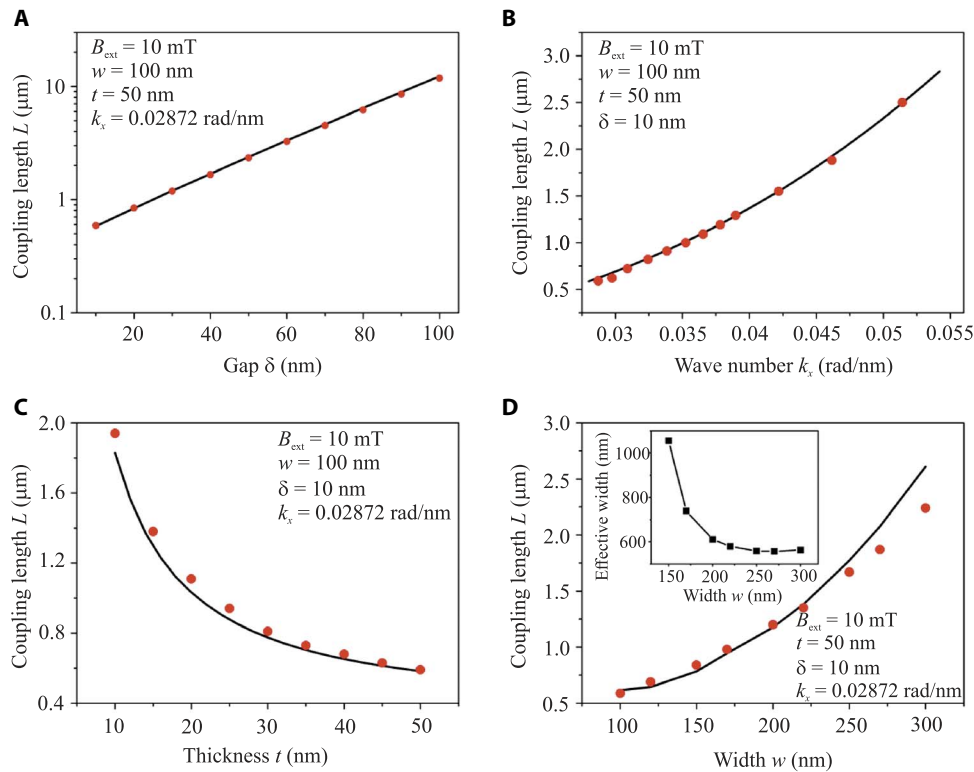 A
B_ext = 10 mT
w = 100 nm
t = 50 nm
k_x = 0.02872 rad/nm
Coupling length L (μm)
10
1
0.1
20 40 60 80 100
Gap δ (nm)
B
B_ext = 10 mT
w = 100 nm
t = 50 nm
δ = 10 nm
Coupling length L (μm)
3.0
2.5
2.0
1.5
1.0
0.5
0.03 0.035 0.04 0.045 0.05 0.055
Wave number k_x (rad/nm)
C
B_ext = 10 mT
w = 100 nm
δ = 10 nm
k_x = 0.02872 rad/nm
Coupling length L (μm)
2.0
1.6
1.2
0.8
0.4
10 20 30 40 50
Thickness t (nm)
D
Coupling length L (μm)
3.0
2.5
2.0
1.5
1.0
0.5
Effective width (nm)
1000
800
600
150 200 250 300
Width w (nm)
B_ext = 10 mT
t = 50 nm
δ = 10 nm
k_x = 0.02872 rad/nm
100 150 200 250 300
Width w (nm)